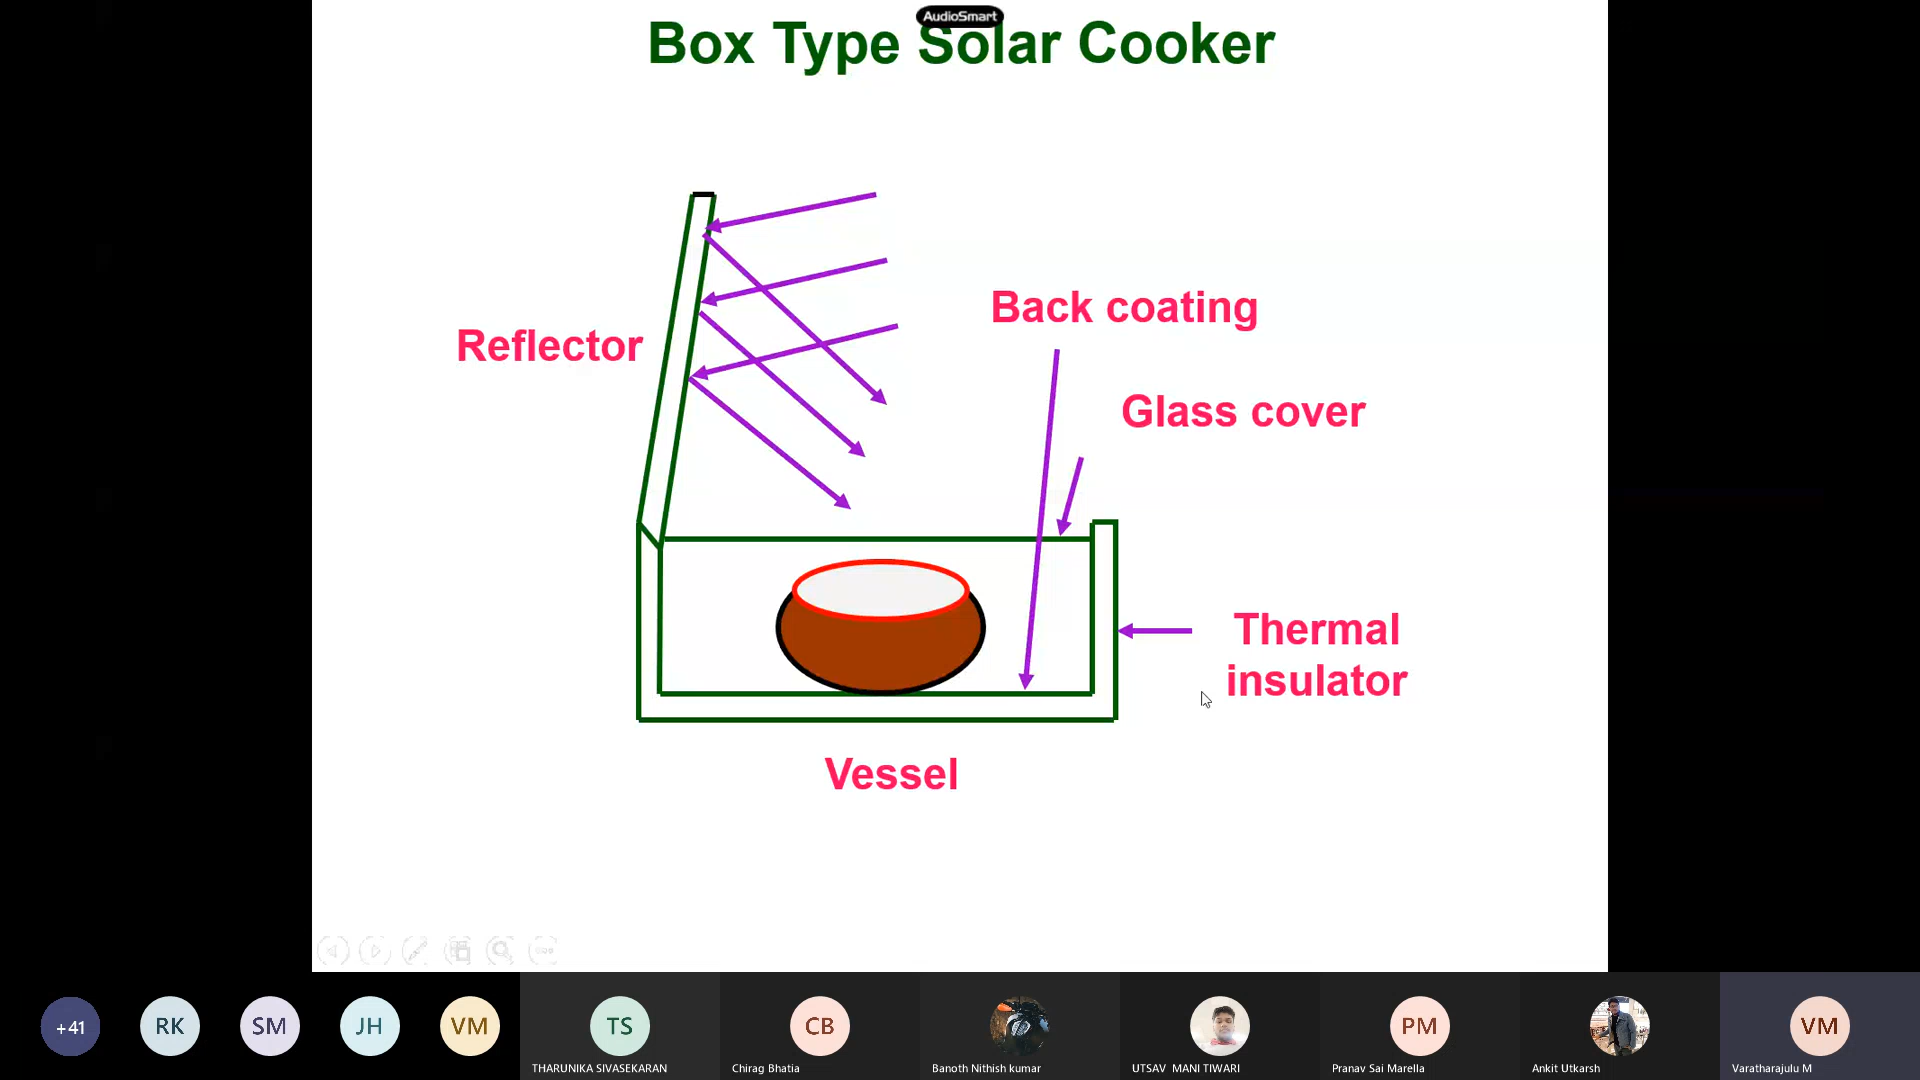 AudioSmart
Box Type Solar Cooker
Back coating
Reflector
Glass cover
Thermal
insulator
Vessel
+41
RK
SM
JH
VM
TS
CB
PM
VM
THARUNIKA SIVASEKARAN
Chirag Bhatia
Banoth Nithish kumar
UTSAV MANI TIWARI
Pranav Sai Marella
Ankit Utkarsh
Varatharajulu M